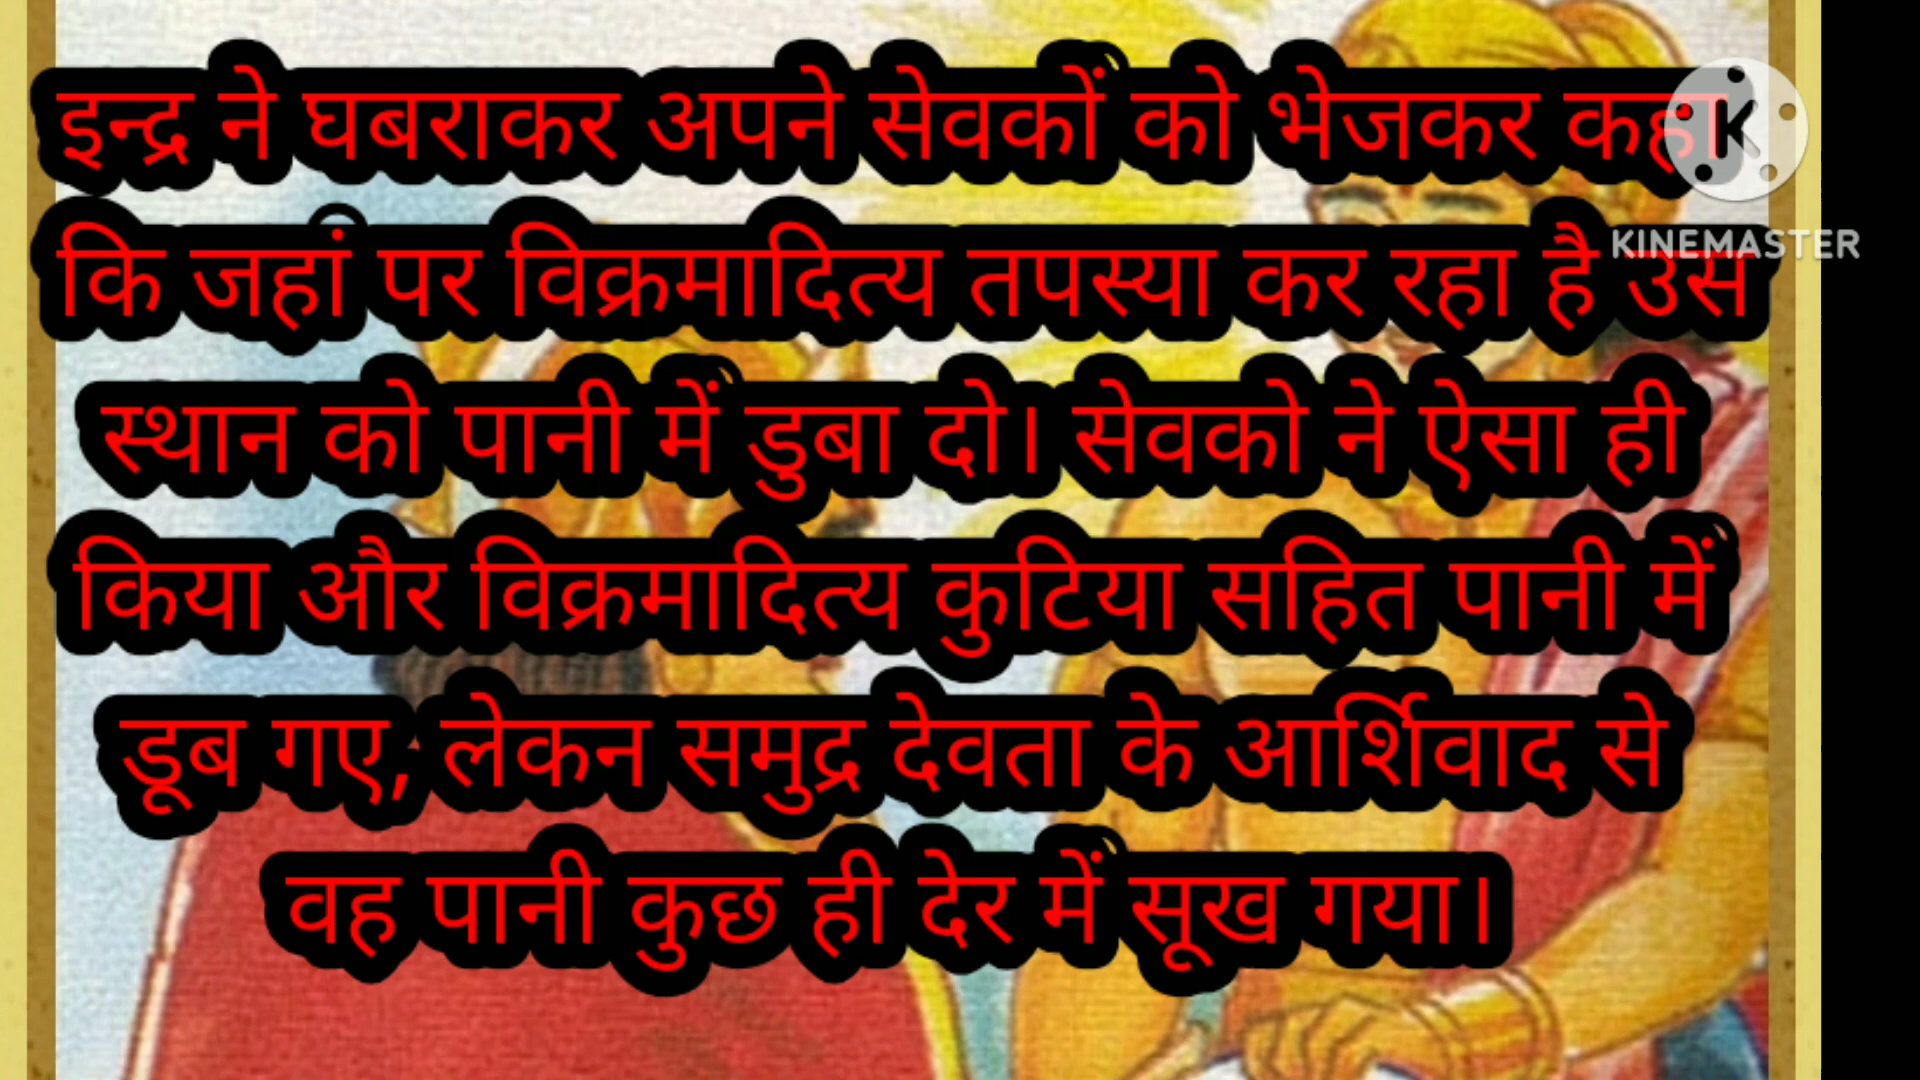 इन्द्र ने घबराकर अपने सेवकों को भेजकर कहा
कि जहां पर विक्रमादित्य तपस्या कर रहा है उस
स्थान को पानी में डुबा दो। सेवको ने ऐसा ही
किया और विक्रमादित्य कुटिया सहित पानी में
डूब गए, लेकन समुद्र देवता के आर्शिवाद से
वह पानी कुछ ही देर में सूख गया।
K
KINEMASTER